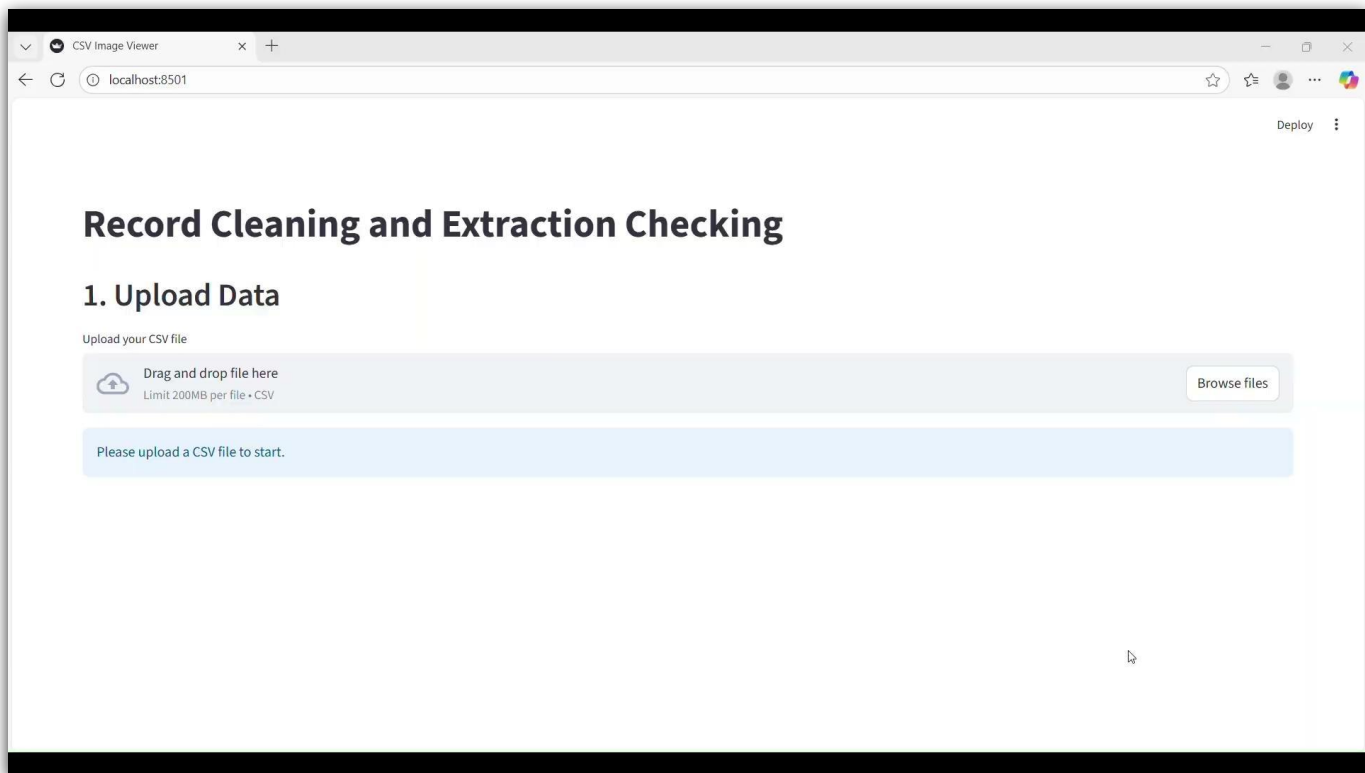 CSV Image Viewer
localhost:8501
Deploy
Record Cleaning and Extraction Checking
1. Upload Data
Upload your CSV file
Drag and drop file here
Limit 200MB per file • CSV
Browse files
Please upload a CSV file to start.